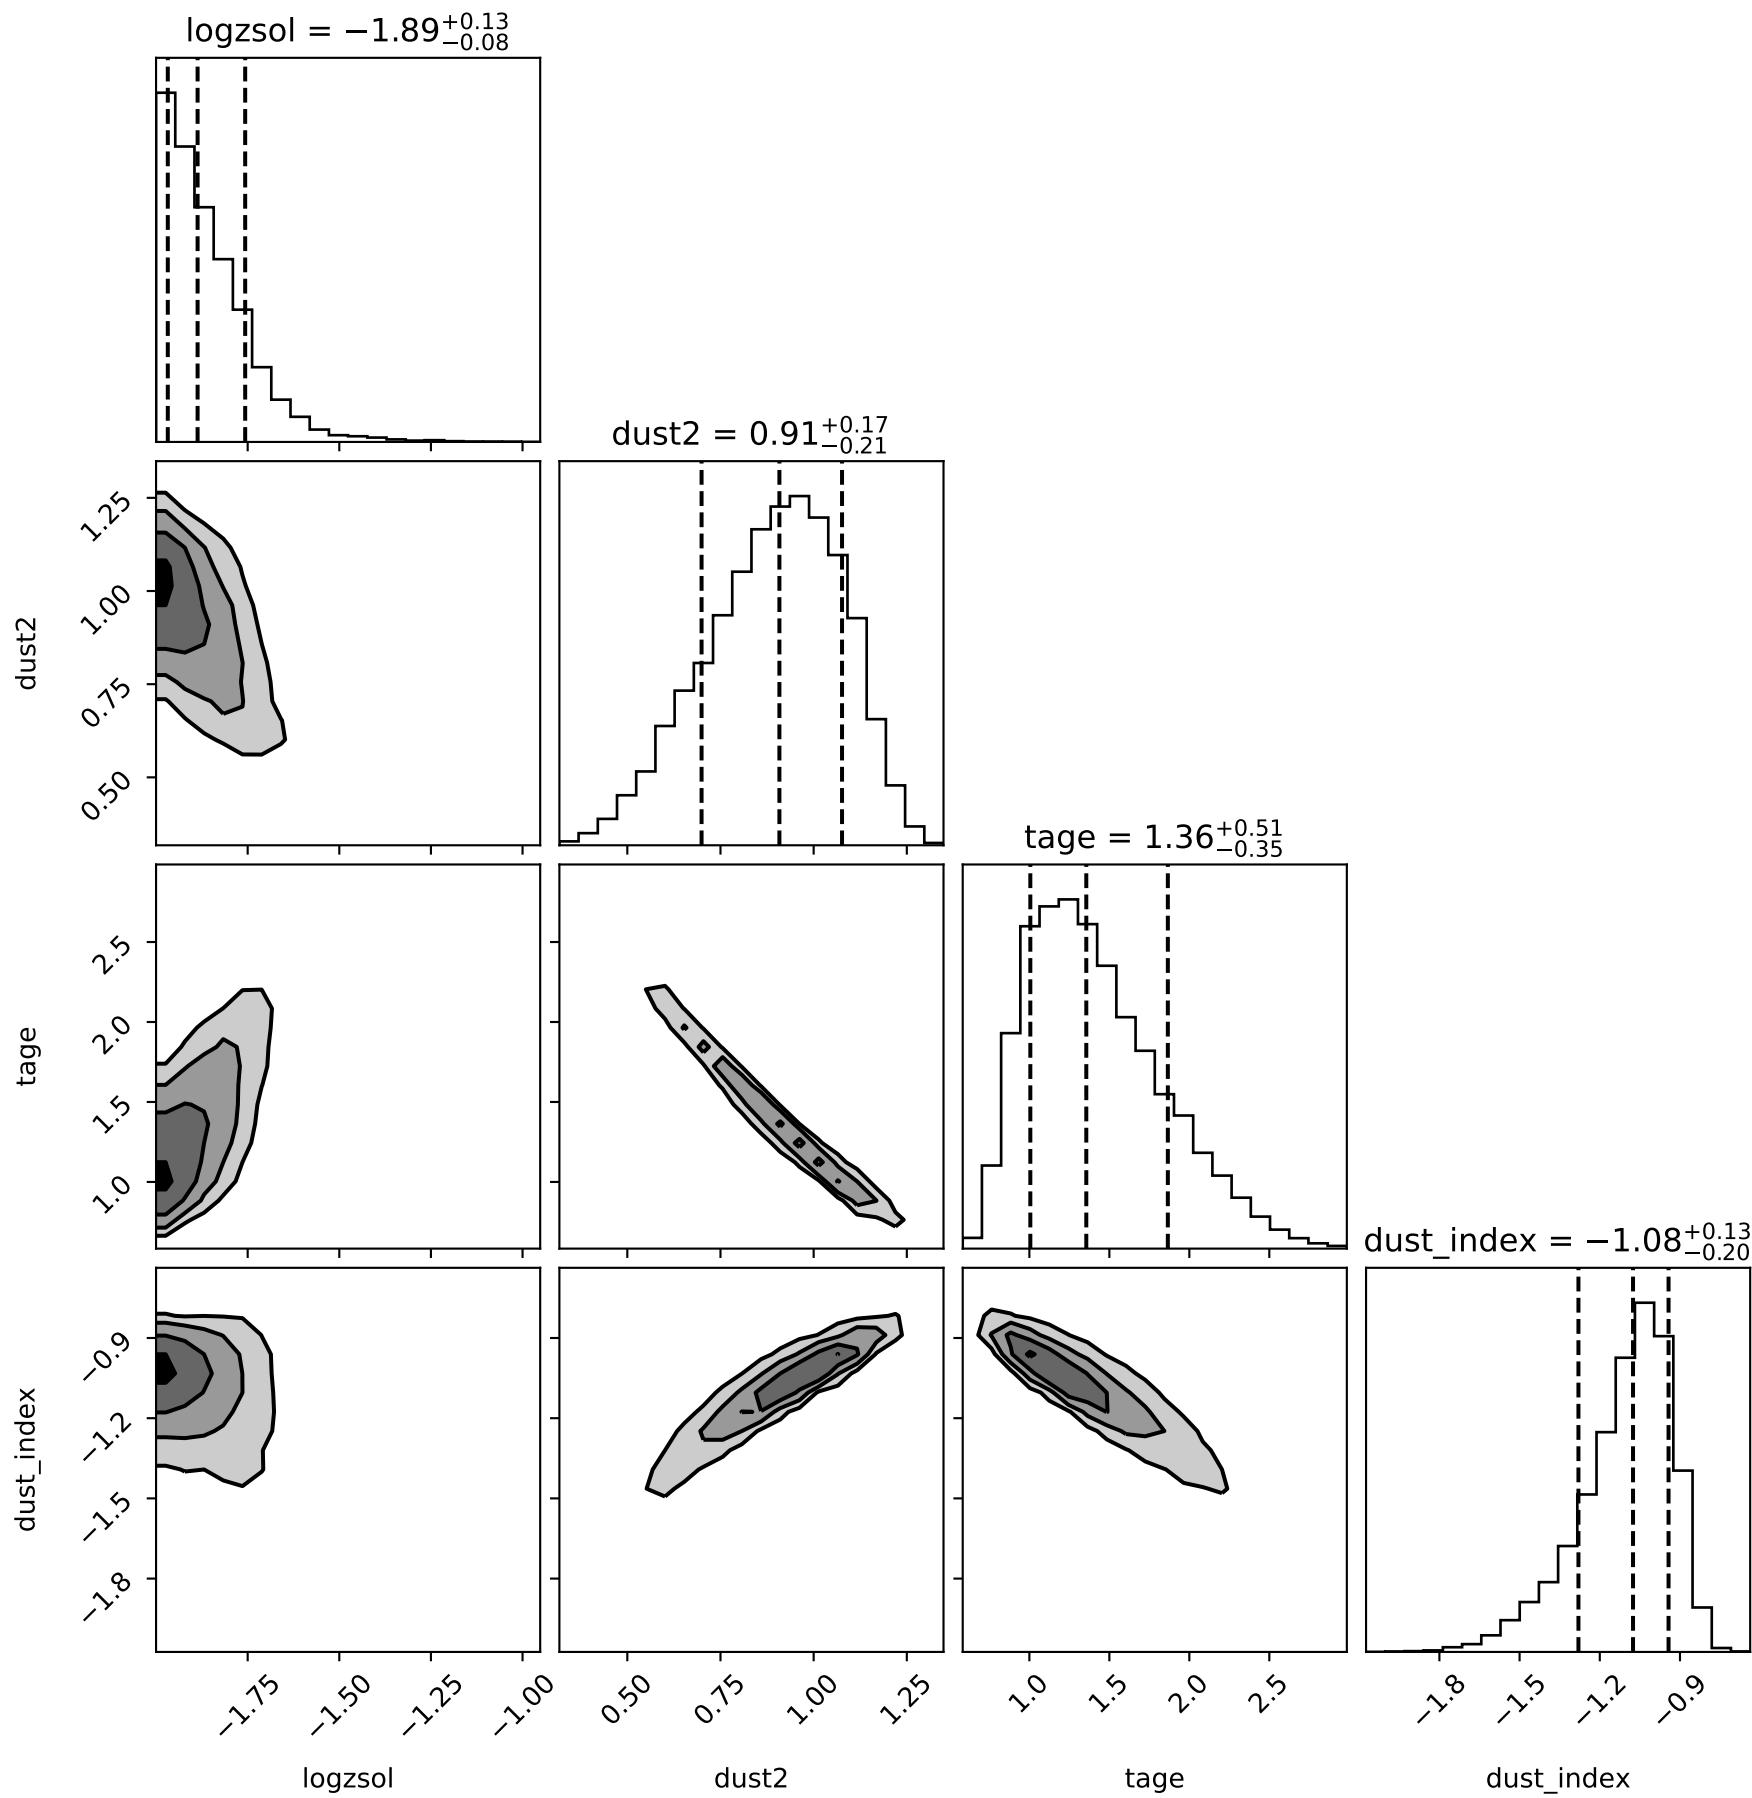 logzsol = −1.89+0.13−0.08
dust2 = 0.91+0.17−0.21
1.25
1.00
0.75
0.50
dust2
tage = 1.36+0.51−0.35
2.5
2.0
1.5
1.0
tage
dust_index = −1.08+0.13−0.20
−0.9
−1.2
−1.5
−1.8
dust_index
−1.75 −1.50 −1.25 −1.00
0.50 0.75 1.00 1.25
1.0 1.5 2.0 2.5
−1.8 −1.5 −1.2 −0.9
logzsol
dust2
tage
dust_index